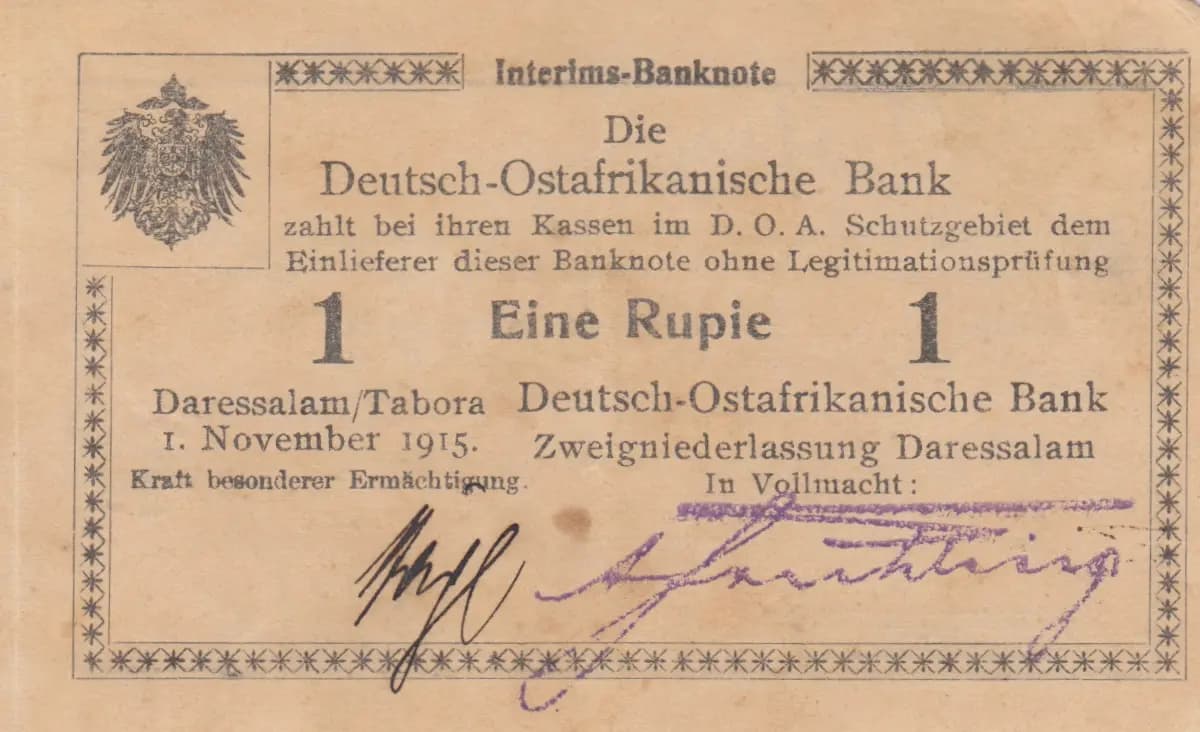 Interims-Banknote
Die
Deutsch-Ostafrikanische Bank
zahlt bei ihren Kassen im D. O. A. Schutzgebiet dem
Einlieferer dieser Banknote ohne Legitimationsprüfung
1 Eine Rupie 1
Daressalam/Tabora
1. November 1915.
Kraft besonderer Ermächtigung.
Deutsch-Ostafrikanische Bank
Zweigniederlassung Daressalam
In Vollmacht: